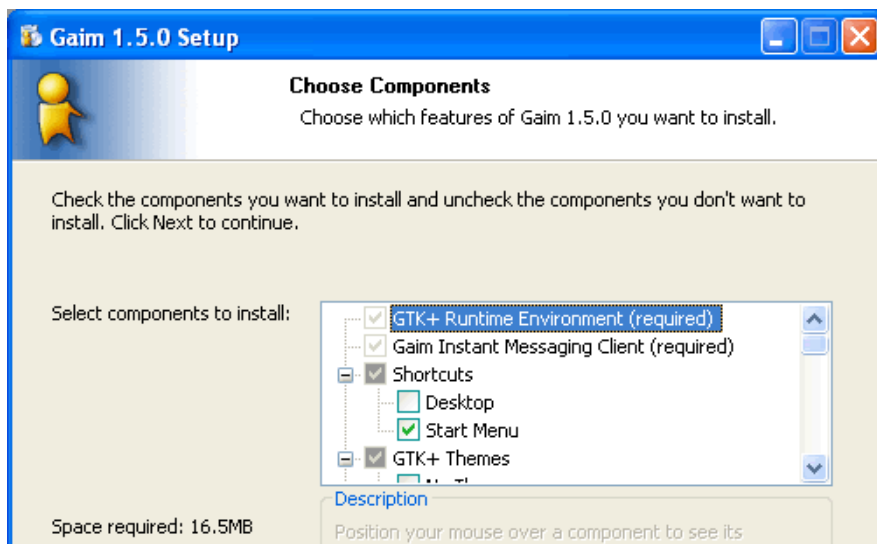 Gaim 1.5.0 Setup
Choose Components
Choose which features of Gaim 1.5.0 you want to install.
Check the components you want to install and uncheck the components you don't want to
install. Click Next to continue.
Select components to install:
GTK+ Runtime Environment (required)
Gaim Instant Messaging Client (required)
Shortcuts
Desktop
Start Menu
GTK+ Themes
Description
Space required: 16.5MB
Position your mouse over a component to see its